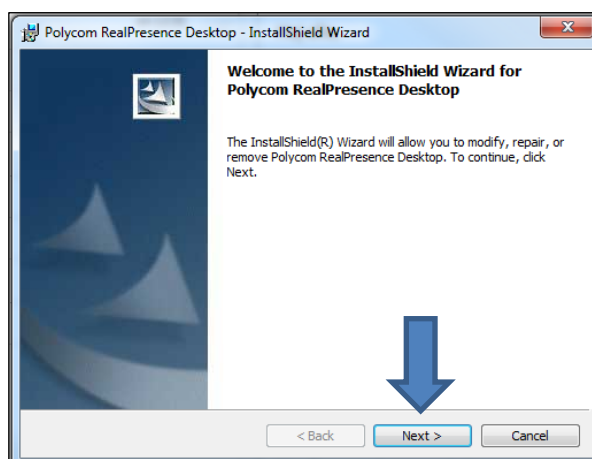 Polycom RealPresence Desktop - InstallShield Wizard
Welcome to the InstallShield Wizard for
Polycom RealPresence Desktop
The InstallShield(R) Wizard will allow you to modify, repair, or
remove Polycom RealPresence Desktop. To continue, click
Next.
< Back Next > Cancel